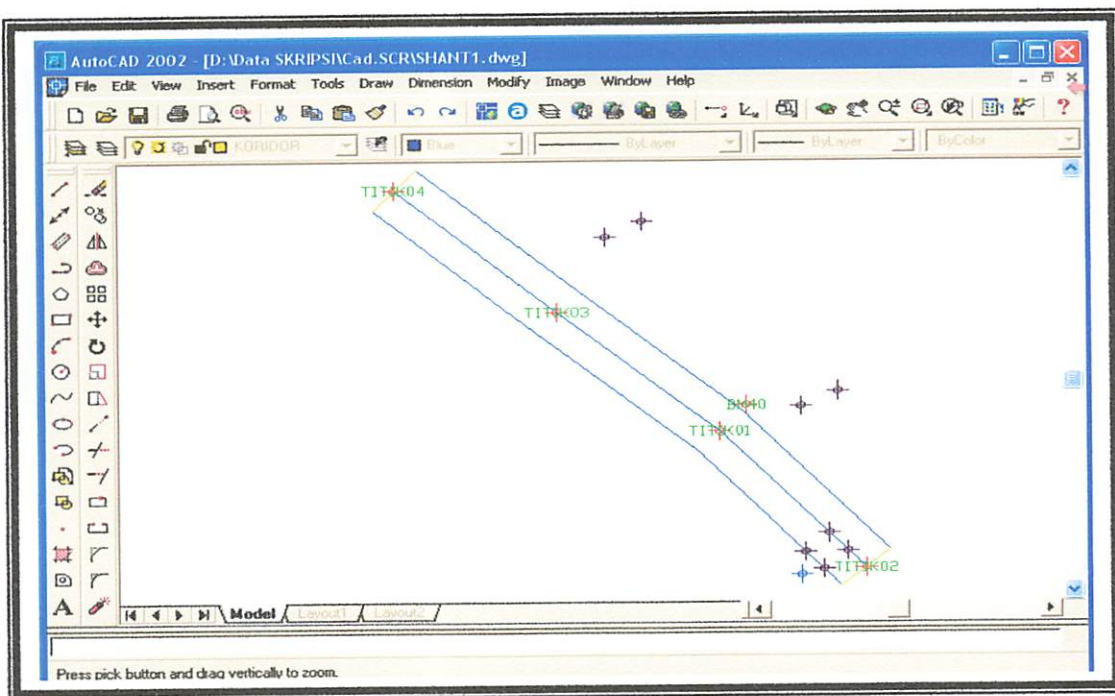 AutoCAD 2002 - [D:\Data SKRIPSI\Cad.SCR\SHANT1.dwg]
File Edit View Insert Format Tools Draw Dimension Modify Image Window Help
KORIDOR Blue ByLayer ByLayer ByColor
TITIK04
TITIK03
BM40
TITIK01
TITIK02
A
Model Layout1 Layout2
Press pick button and drag vertically to zoom.